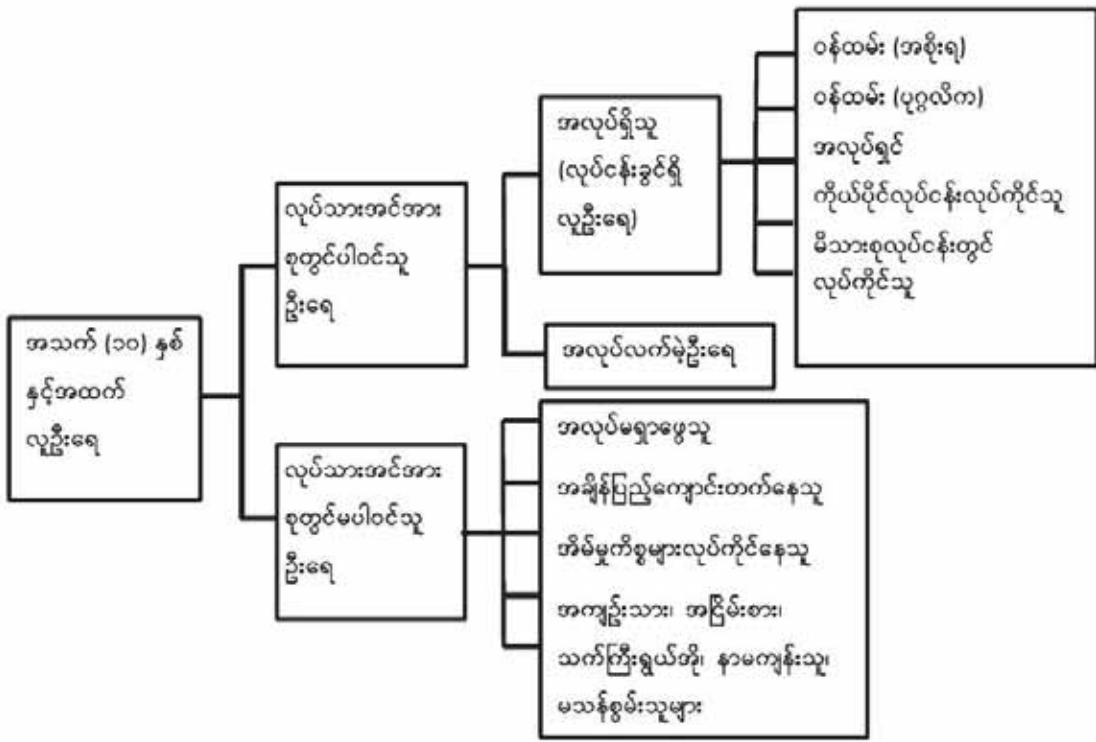 အသက် (၁၀) နှစ်
နှင့်အထက်
လူဦးရေ
လုပ်သားအင်အား
စုတွင်ပါဝင်သူ
ဦးရေ
အလုပ်ရှိသူ
(လုပ်ငန်းခွင်ရှိ
လူဦးရေ)
ဝန်ထမ်း (အစိုးရ)
ဝန်ထမ်း (ပုဂ္ဂလိက)
အလုပ်ရှင်
ကိုယ်ပိုင်လုပ်ငန်းလုပ်ကိုင်သူ
မိသားစုလုပ်ငန်းတွင်
လုပ်ကိုင်သူ
အလုပ်လက်မဲ့ဦးရေ
လုပ်သားအင်အား
စုတွင်မပါဝင်သူ
ဦးရေ
အလုပ်မရှာဖွေသူ
အချိန်ပြည့်ကျောင်းတက်နေသူ
အိမ်မှုကိစ္စများလုပ်ကိုင်နေသူ
အကျဉ်းသား၊ အငြိမ်းစား၊
သက်ကြီးရွယ်အို၊ နာမကျန်းသူ၊
မသန်စွမ်းသူများ